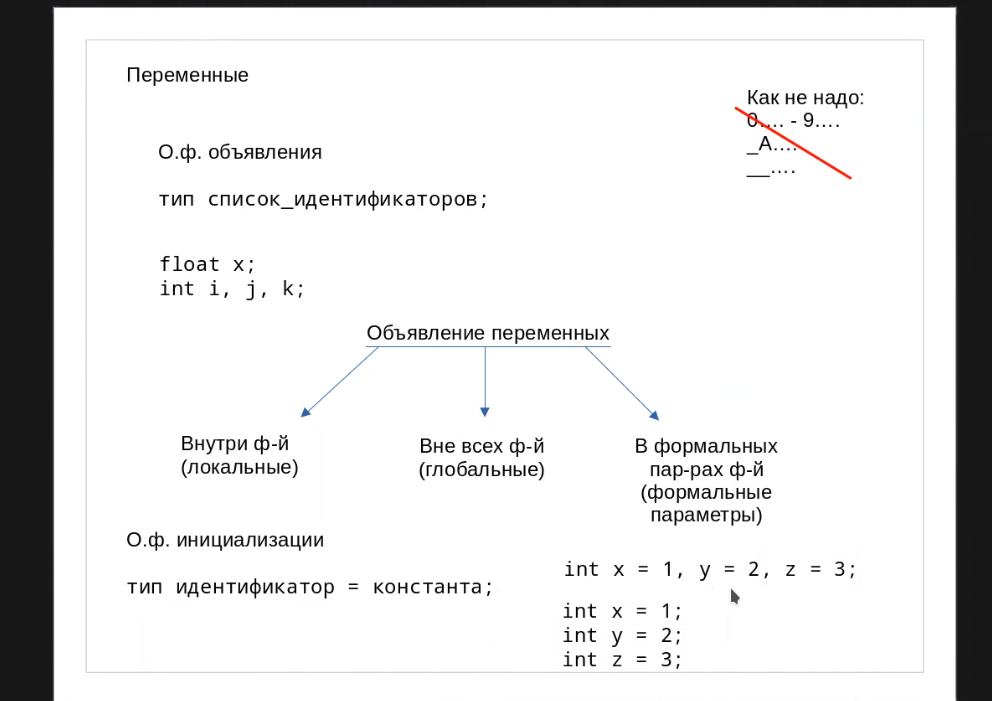 Переменные
Как не надо:
0.... - 9....
_А....
__....
О.ф. объявления
тип список_идентификаторов;
float x;
int i, j, k;
Объявление переменных
Внутри ф-й
(локальные)
Вне всех ф-й
(глобальные)
В формальных
пар-рах ф-й
(формальные
параметры)
О.ф. инициализации
тип идентификатор = константа;
int x = 1, y = 2, z = 3;
int x = 1;
int y = 2;
int z = 3;